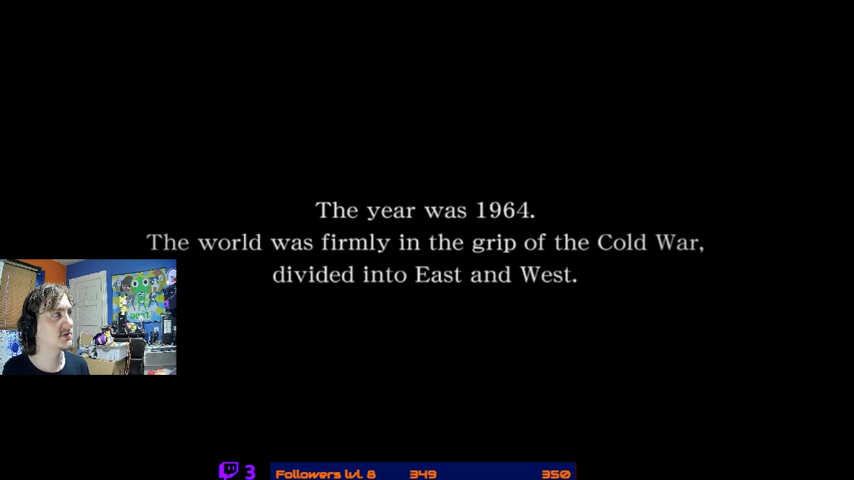 The year was 1964.
The world was firmly in the grip of the Cold War,
divided into East and West.
3
Followers lvl. 8 349 350